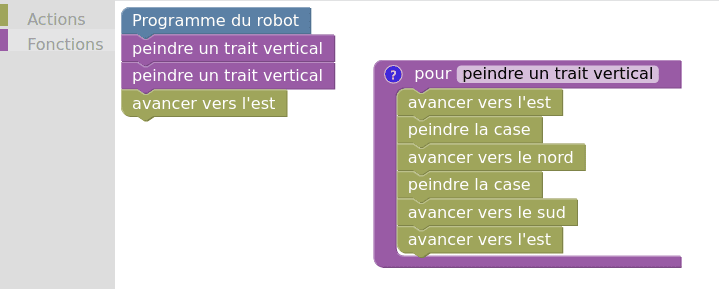 Actions
Fonctions
Programme du robot
peindre un trait vertical
peindre un trait vertical
avancer vers l'est
? pour peindre un trait vertical
avancer vers l'est
peindre la case
avancer vers le nord
peindre la case
avancer vers le sud
avancer vers l'est